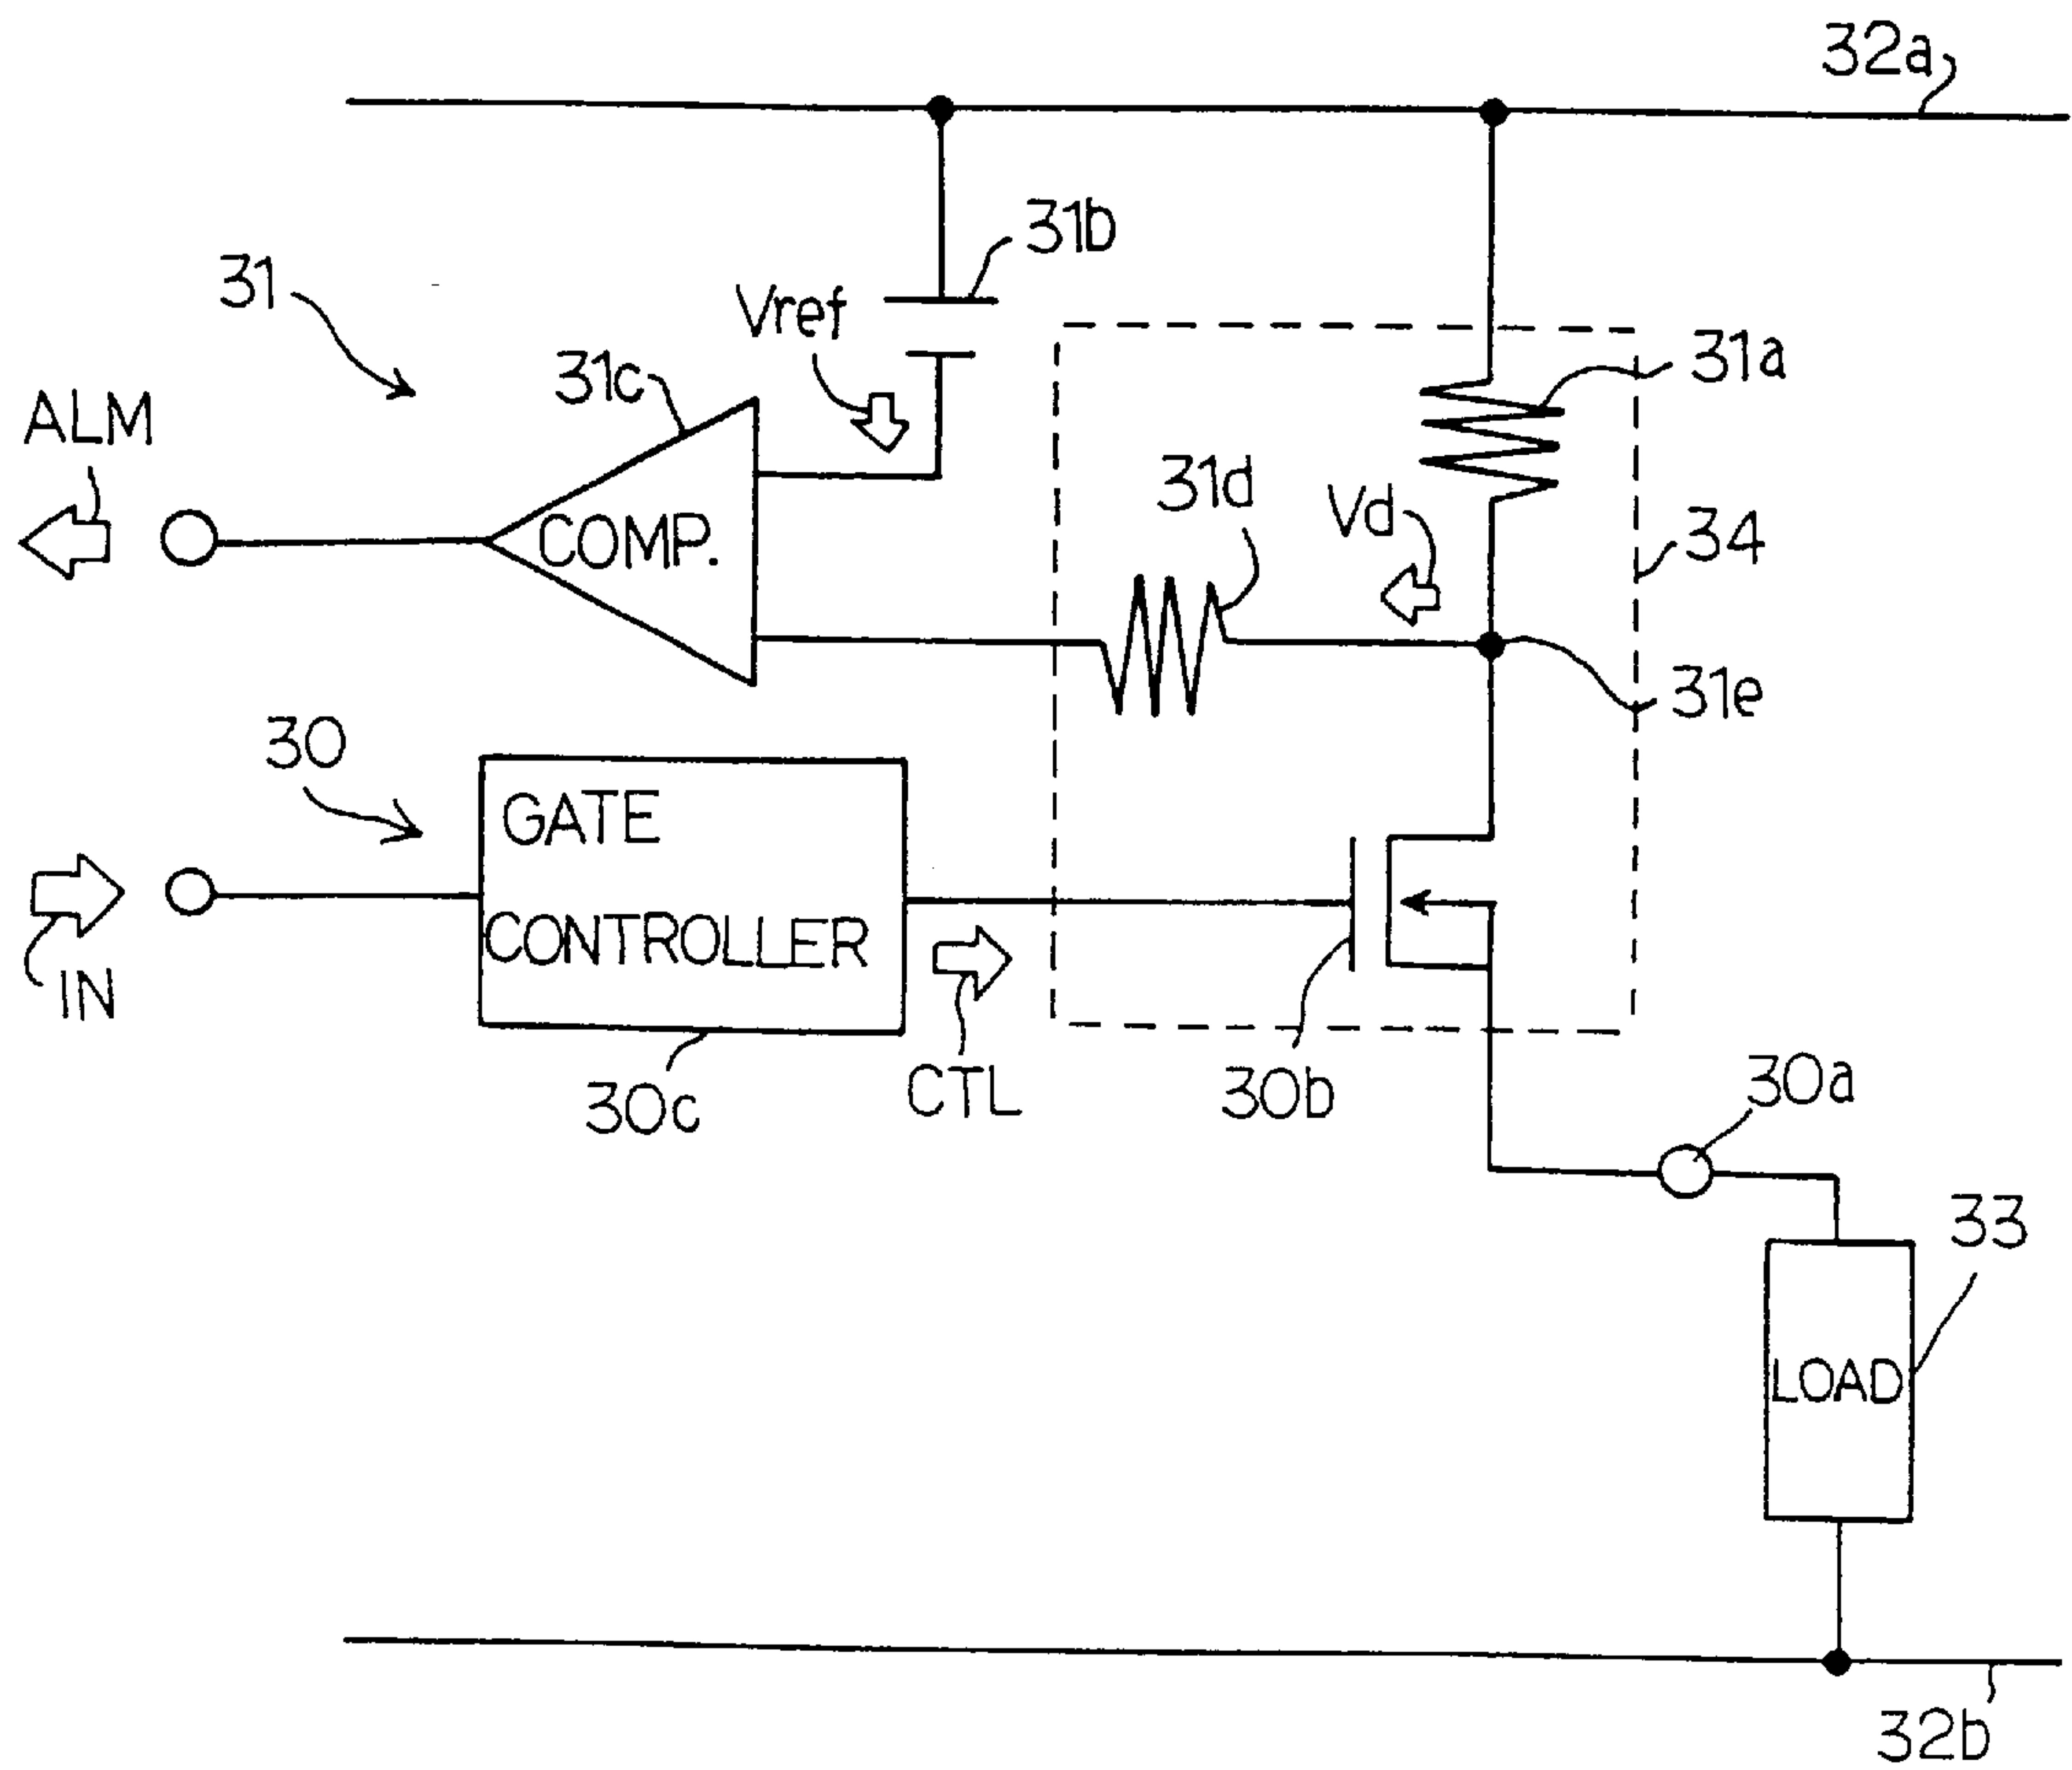 32a
31b
31
Vref
31c
31a
ALM
31d
Vd
34
COMP.
31e
30
GATE
CONTROLLER
IN
CTL
30c
30b
30a
33
LOAD
32b